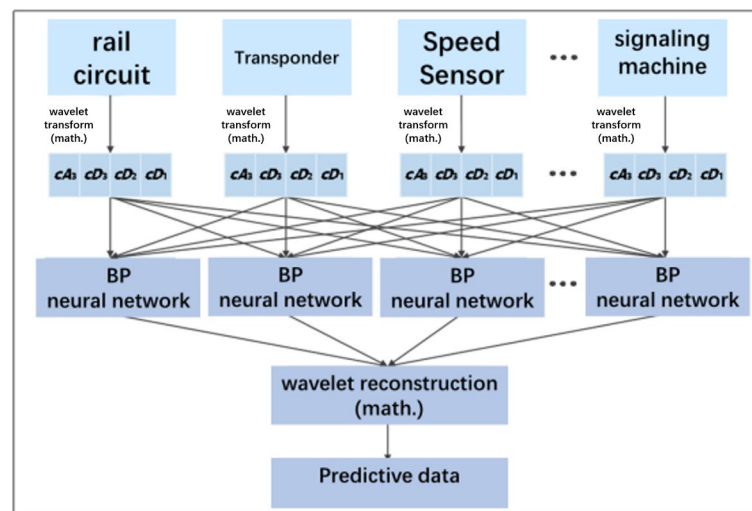 rail
circuit
Transponder
Speed
Sensor
•••
signaling
machine
wavelet
transform
(math.)
wavelet
transform
(math.)
wavelet
transform
(math.)
wavelet
transform
(math.)
cA₃ cD₃ cD₂ cD₁
cA₃ cD₃ cD₂ cD₁
cA₃ cD₃ cD₂ cD₁
•••
cA₃ cD₃ cD₂ cD₁
BP
neural network
BP
neural network
BP
neural network
•••
BP
neural network
wavelet reconstruction
(math.)
Predictive data